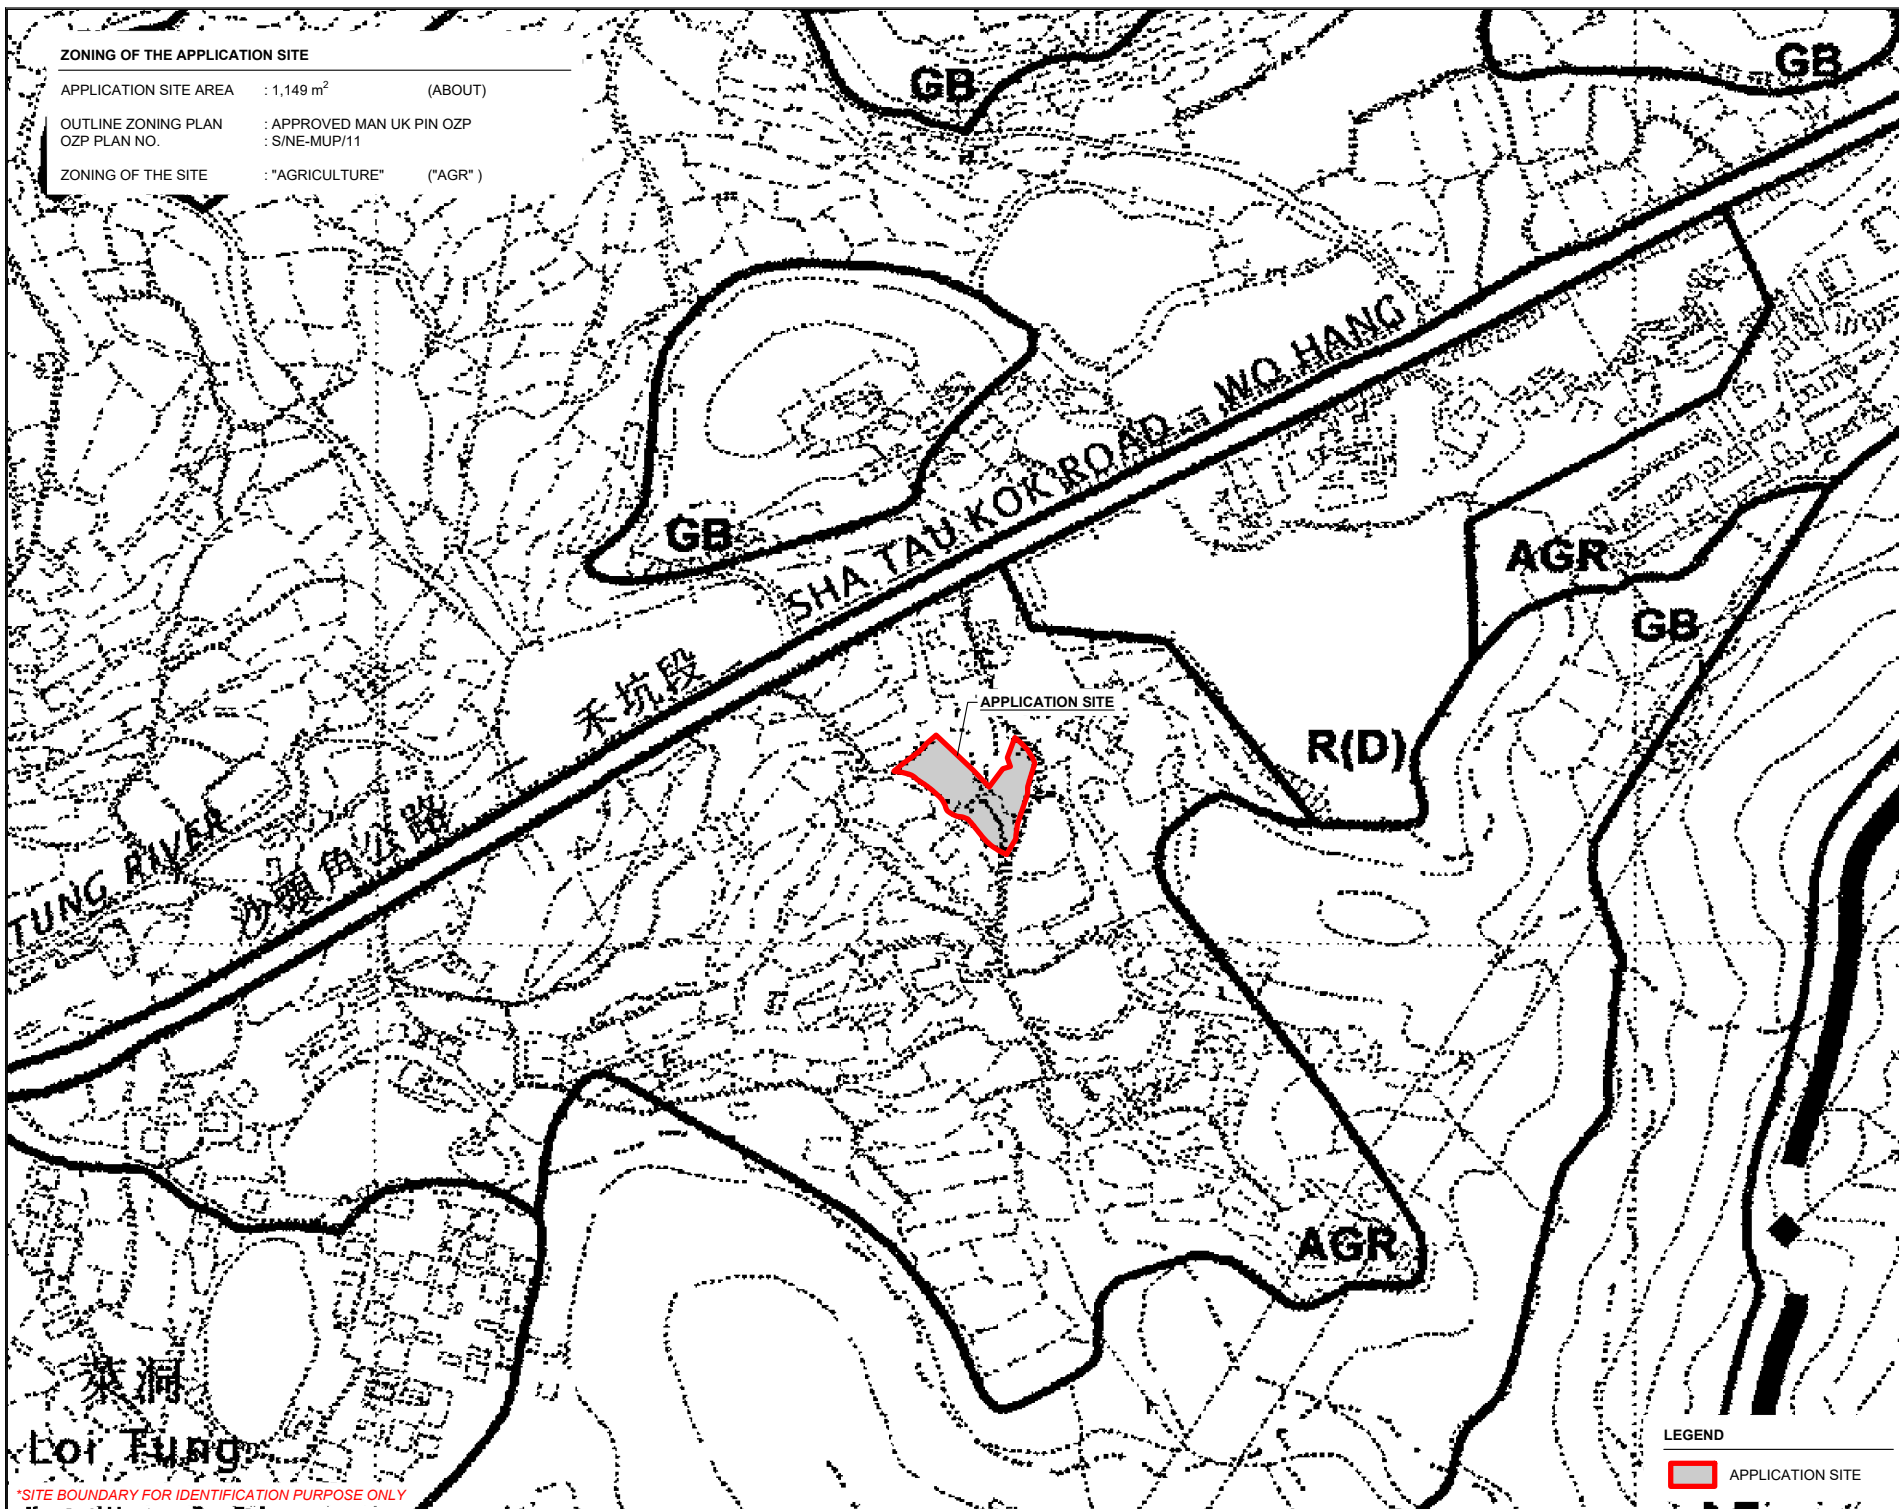 ZONING OF THE APPLICATION SITE
APPLICATION SITE AREA : 1,149 m² (ABOUT)
OUTLINE ZONING PLAN : APPROVED MAN UK PIN OZP
OZP PLAN NO. : S/NE-MUP/11
ZONING OF THE SITE : "AGRICULTURE" ("AGR" )
GB
GB
SHA TAU KOK ROAD - WO HANG
GB
AGR
GB
禾坑段
APPLICATION SITE
R(D)
TUNG RIVER
沙頭角公路
AGR
萊洞
Loi Tung
LEGEND
APPLICATION SITE
*SITE BOUNDARY FOR IDENTIFICATION PURPOSE ONLY